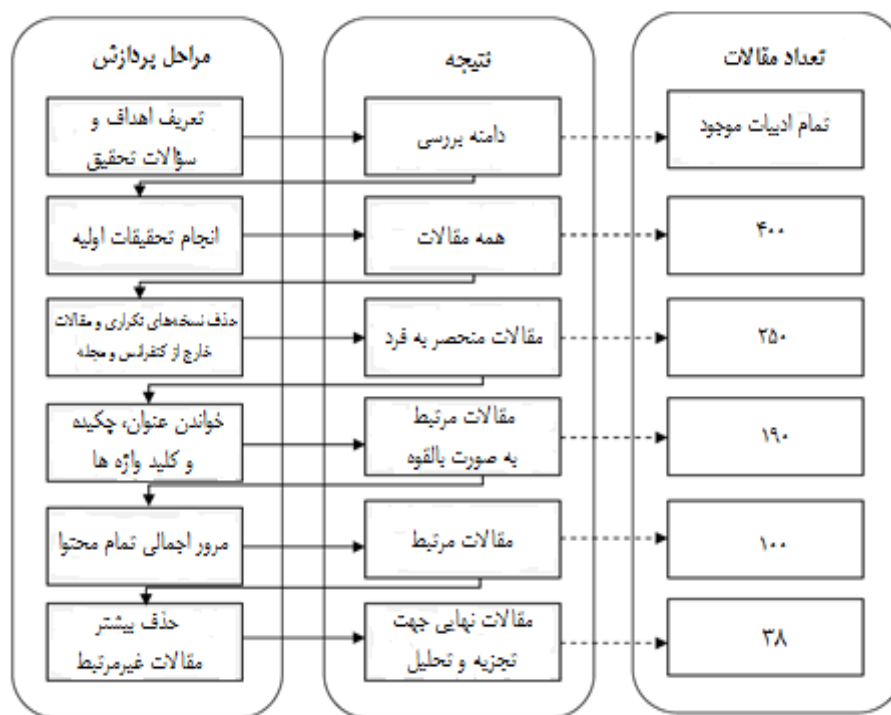 مراحل پردازش
نتیجه
تعداد مقالات
تعریف اهداف و
سؤالات تحقیق
دامنه بررسی
تمام ادبیات موجود
انجام تحقیقات اولیه
همه مقالات
۴۰۰
حذف نسخه‌های تکراری و مقالات
خارج از کنفرانس و مجله
مقالات منحصر به فرد
۲۵۰
خواندن عنوان، چکیده
و کلید واژه ها
مقالات مرتبط
به صورت بالقوه
۱۹۰
مرور اجمالی تمام محتوا
مقالات مرتبط
۱۰۰
حذف بیشتر
مقالات غیرمرتبط
مقالات نهایی جهت
تجزیه و تحلیل
۳۸